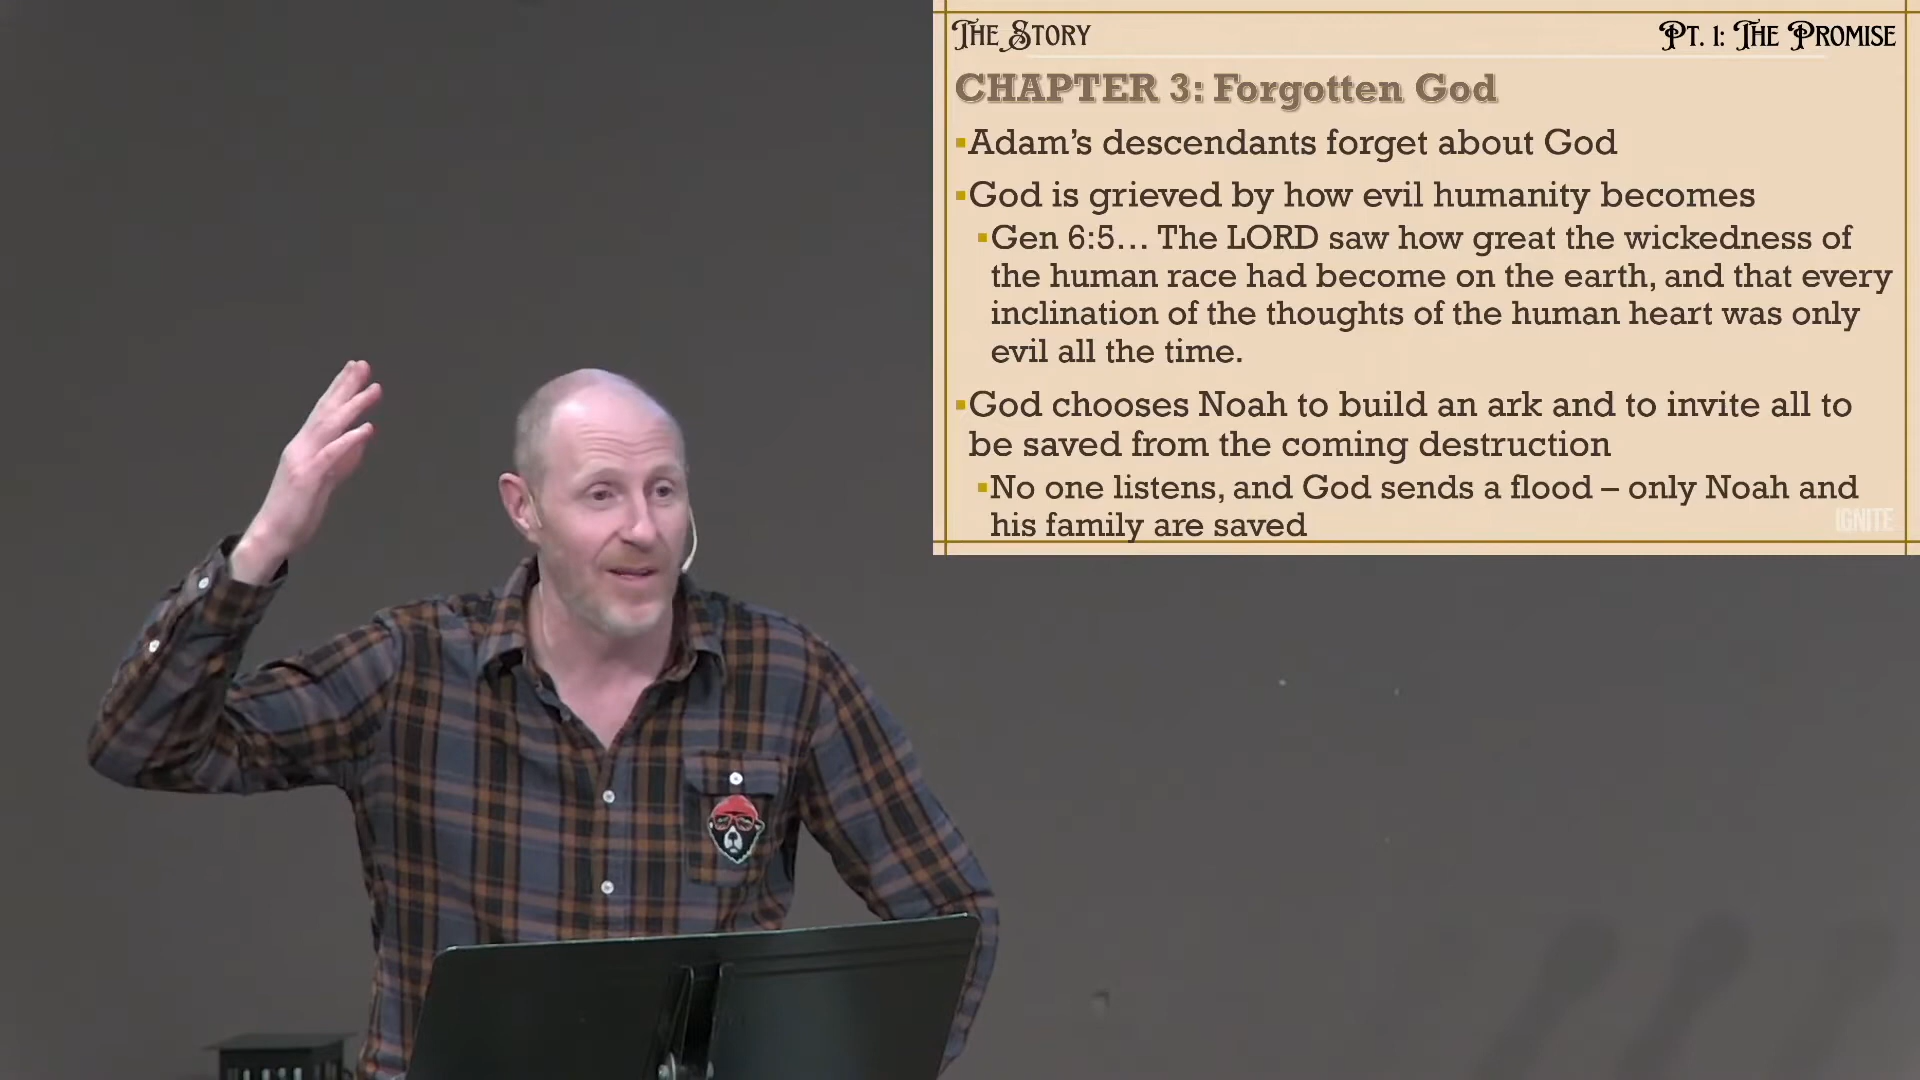 The Story
Pt. 1: The Promise
CHAPTER 3: Forgotten God
▪Adam’s descendants forget about God
▪God is grieved by how evil humanity becomes
▪Gen 6:5… The LORD saw how great the wickedness of
the human race had become on the earth, and that every
inclination of the thoughts of the human heart was only
evil all the time.
▪God chooses Noah to build an ark and to invite all to
be saved from the coming destruction
▪No one listens, and God sends a flood – only Noah and
his family are saved
IGNITE